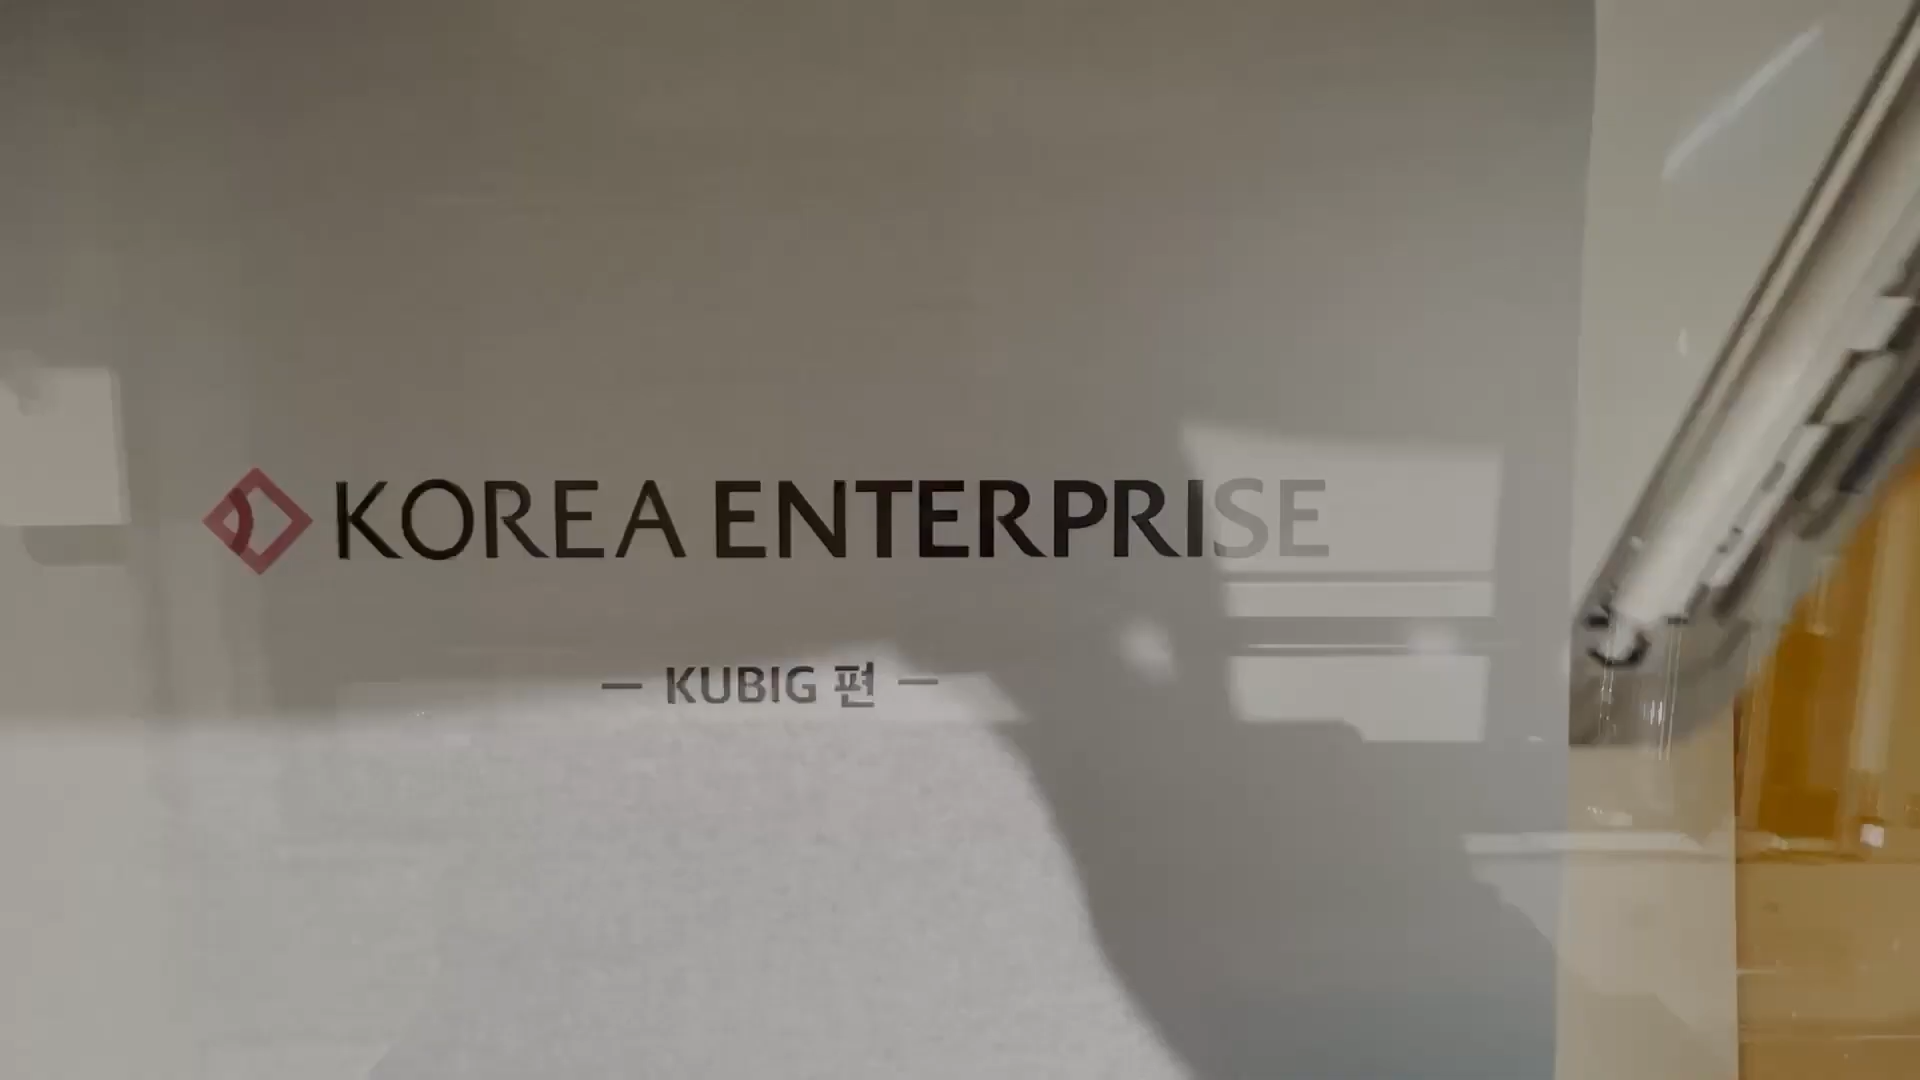 KOREA ENTERPRISE
— KUBIG 편 —